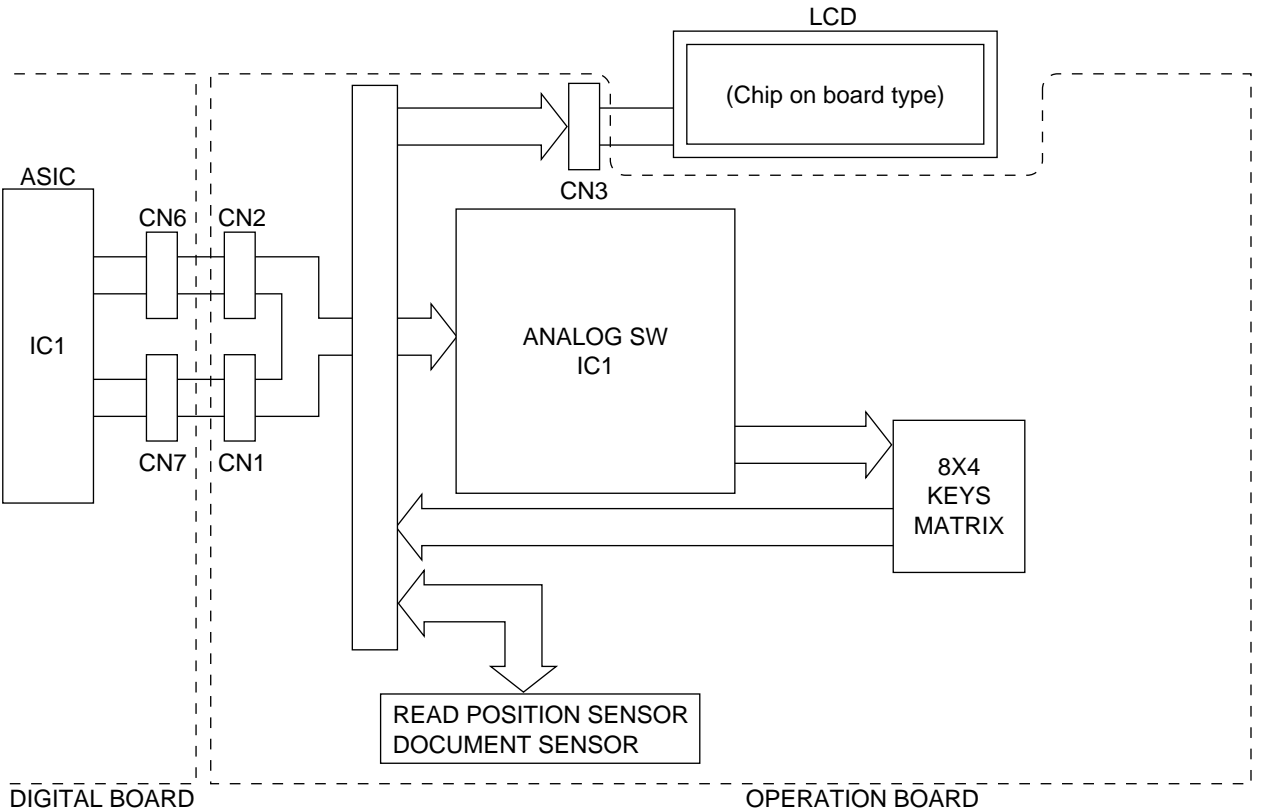 LCD
(Chip on board type)
CN3
ASIC
CN6
CN2
IC1
ANALOG SW
IC1
CN7
CN1
8X4
KEYS
MATRIX
READ POSITION SENSOR
DOCUMENT SENSOR
DIGITAL BOARD
OPERATION BOARD